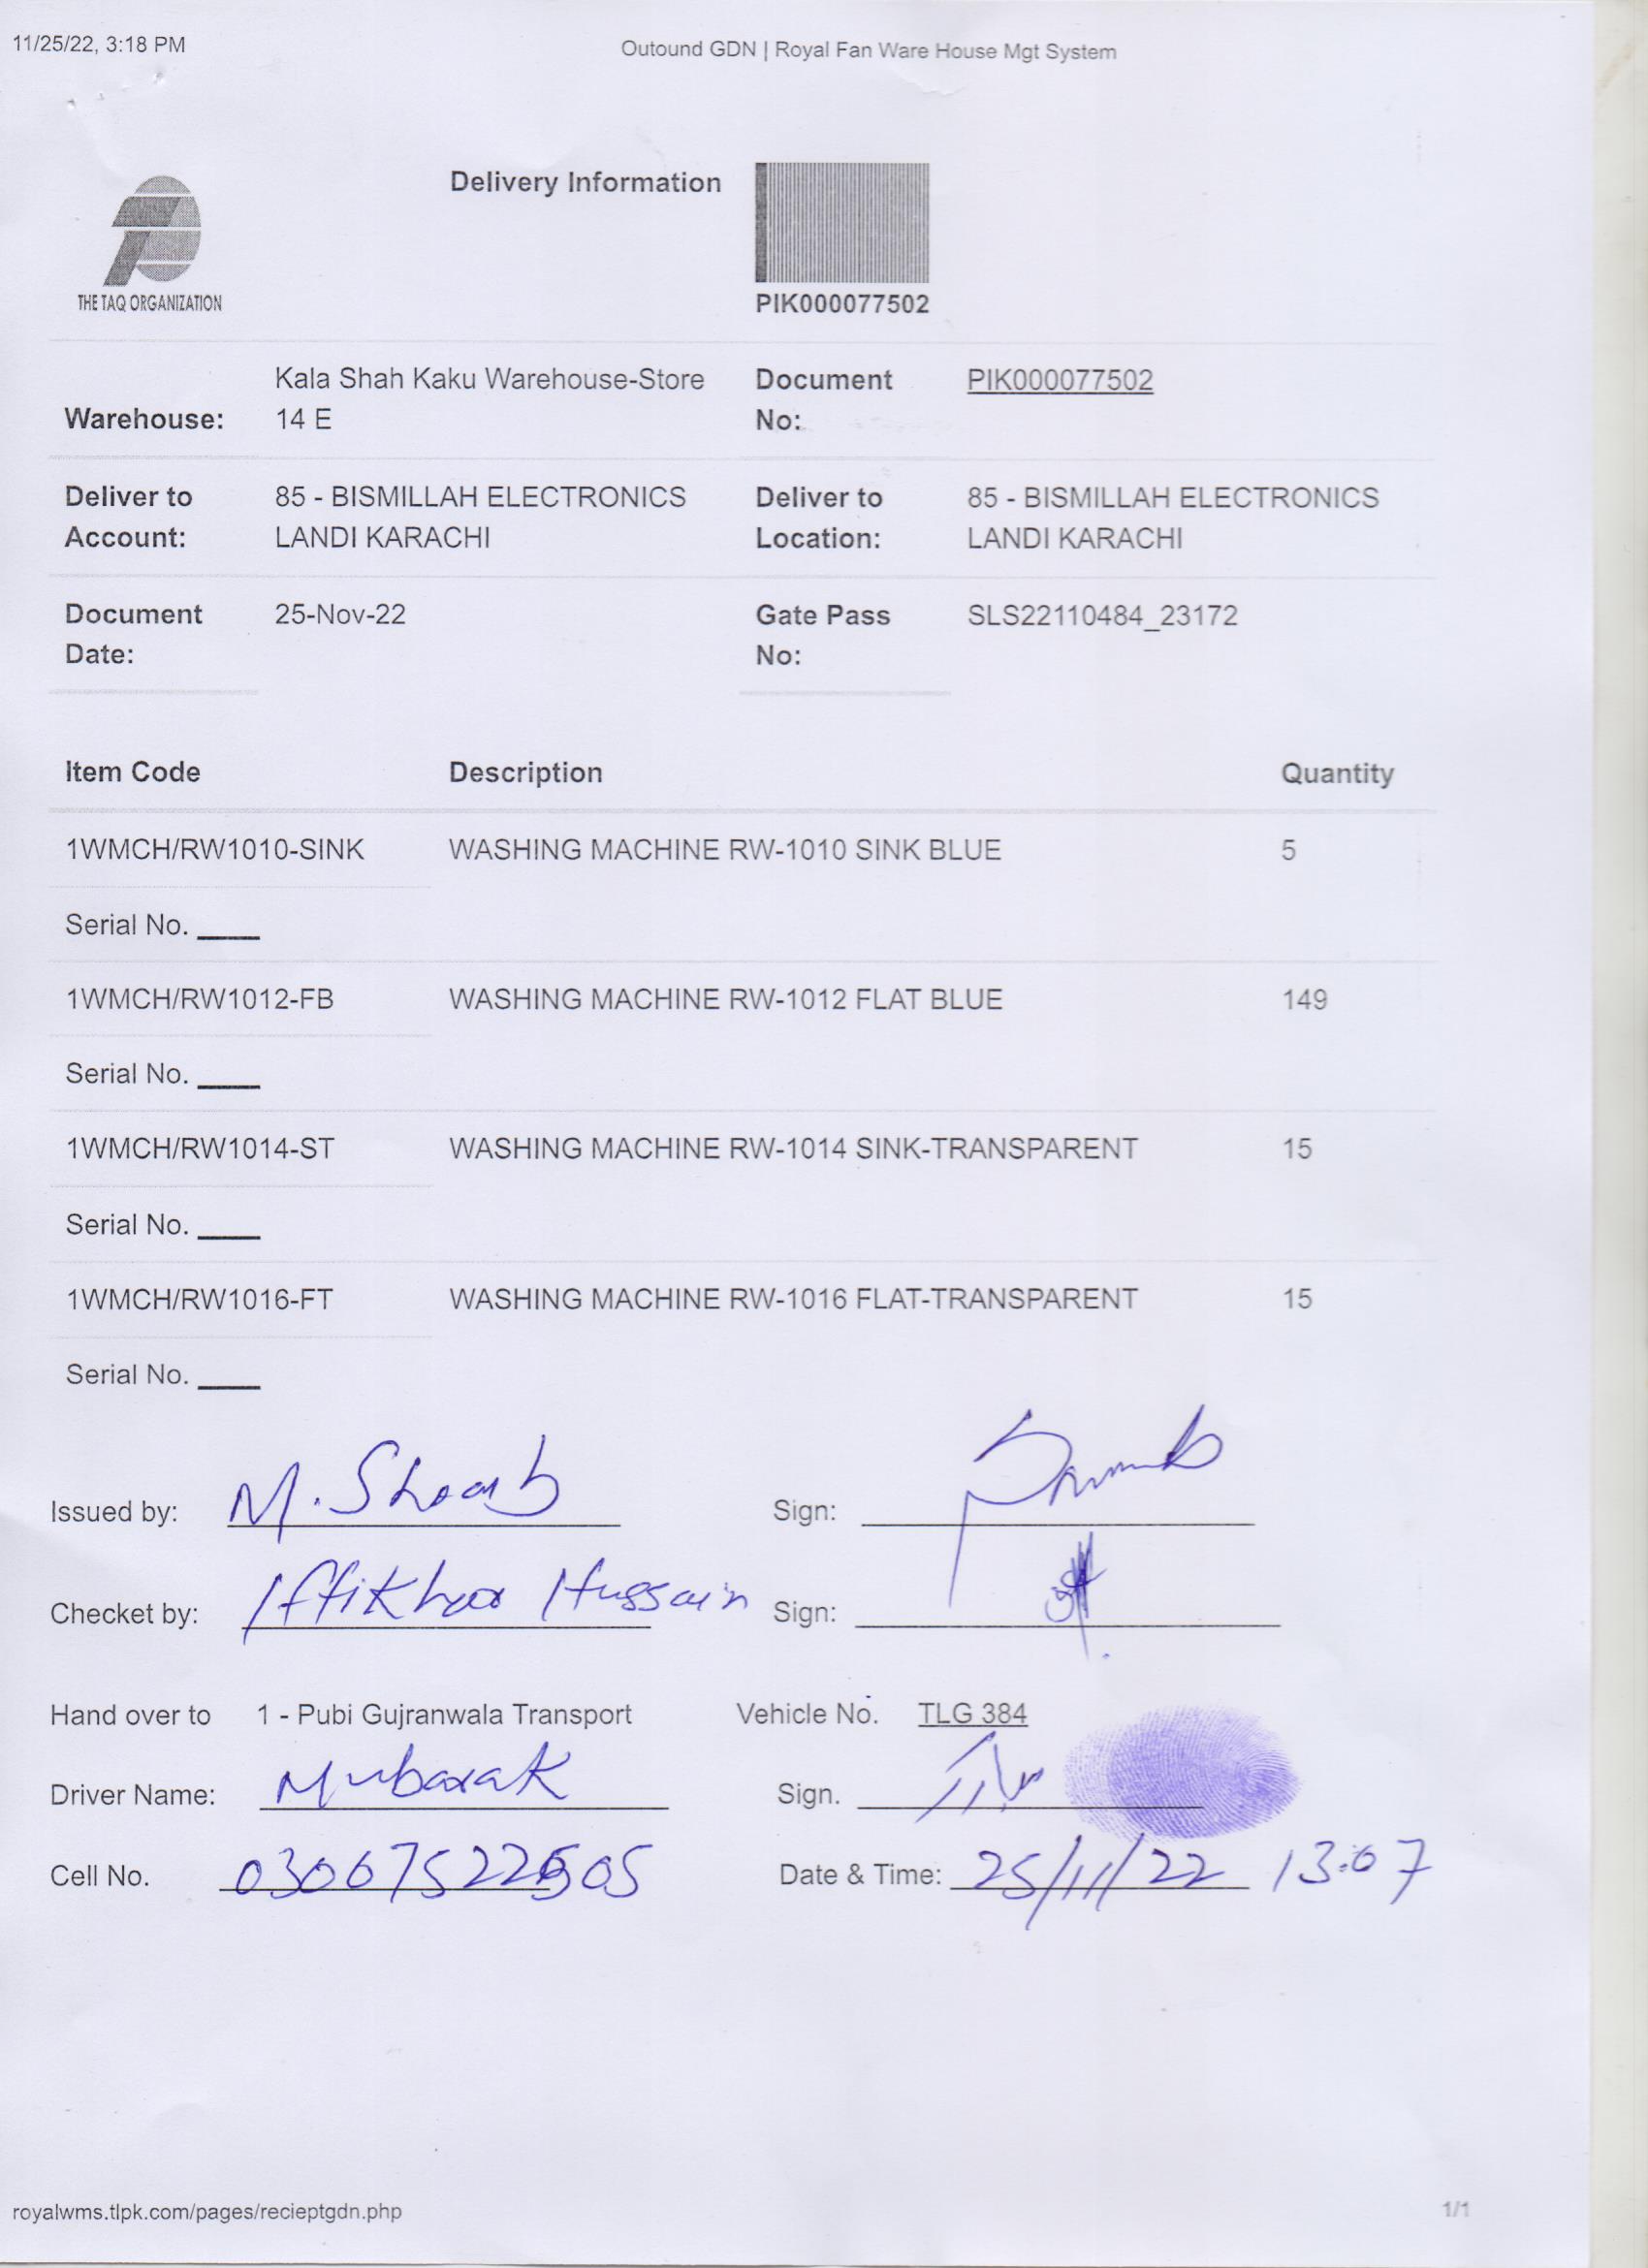 11/25/22, 3:18 PM
Outound GDN | Royal Fan Ware House Mgt System
THE TAQ ORGANIZATION
Delivery Information
PIK000077502
Warehouse: Kala Shah Kaku Warehouse-Store 14 E
Document No: PIK000077502
Deliver to Account: 85 - BISMILLAH ELECTRONICS LANDI KARACHI
Deliver to Location: 85 - BISMILLAH ELECTRONICS LANDI KARACHI
Document Date: 25-Nov-22
Gate Pass No: SLS22110484_23172
Item Code Description Quantity
1WMCH/RW1010-SINK WASHING MACHINE RW-1010 SINK BLUE 5
Serial No. ____
1WMCH/RW1012-FB WASHING MACHINE RW-1012 FLAT BLUE 149
Serial No. ____
1WMCH/RW1014-ST WASHING MACHINE RW-1014 SINK-TRANSPARENT 15
Serial No. ____
1WMCH/RW1016-FT WASHING MACHINE RW-1016 FLAT-TRANSPARENT 15
Serial No. ____
Issued by: M. Shoaib Sign:
Checket by: Iftikhar Hussain Sign:
Hand over to 1 - Pubi Gujranwala Transport Vehicle No. TLG 384
Driver Name: Mubarak Sign.
Cell No. Date & Time: 25/11/22 13:07
royalwms.tlpk.com/pages/recieptgdn.php
1/1